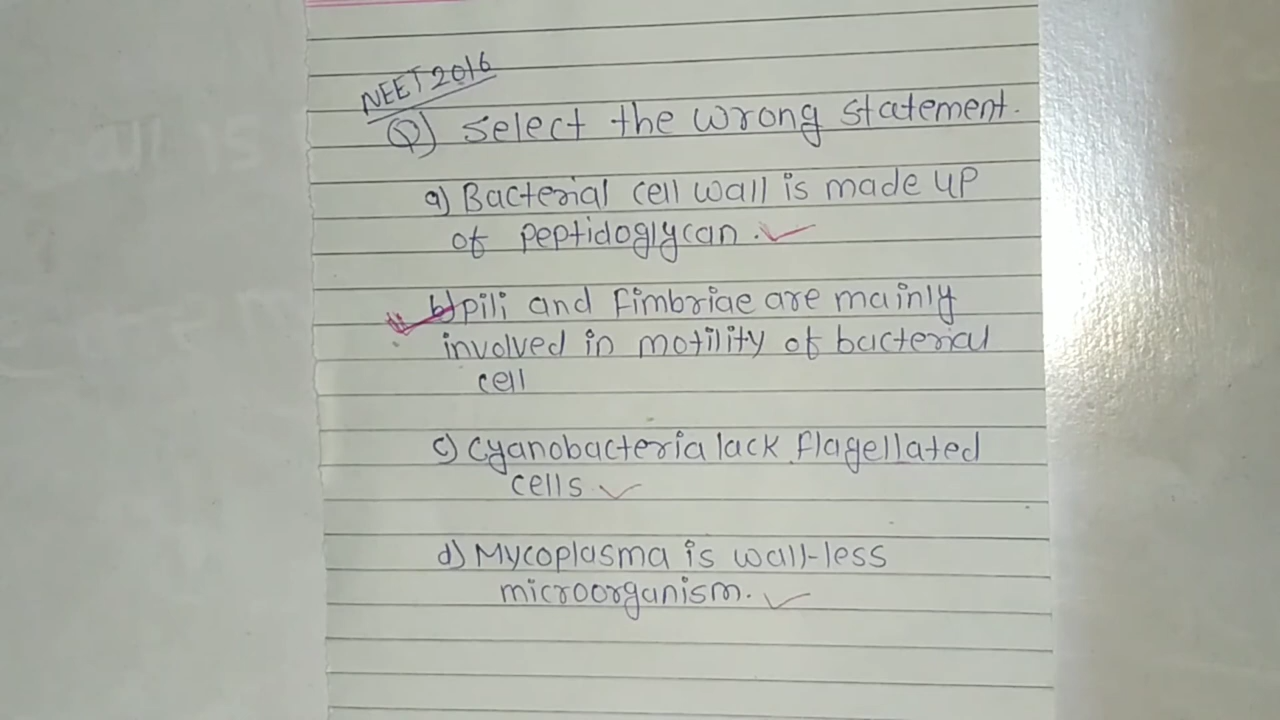 NEET 2016
Q) Select the wrong statement.
a) Bacterial cell wall is made up
of peptidoglycan.
b) pili and Fimbriae are mainly
involved in motility of bacterial
cell
c) Cyanobacteria lack flagellated
cells
d) Mycoplasma is wall-less
microorganism.